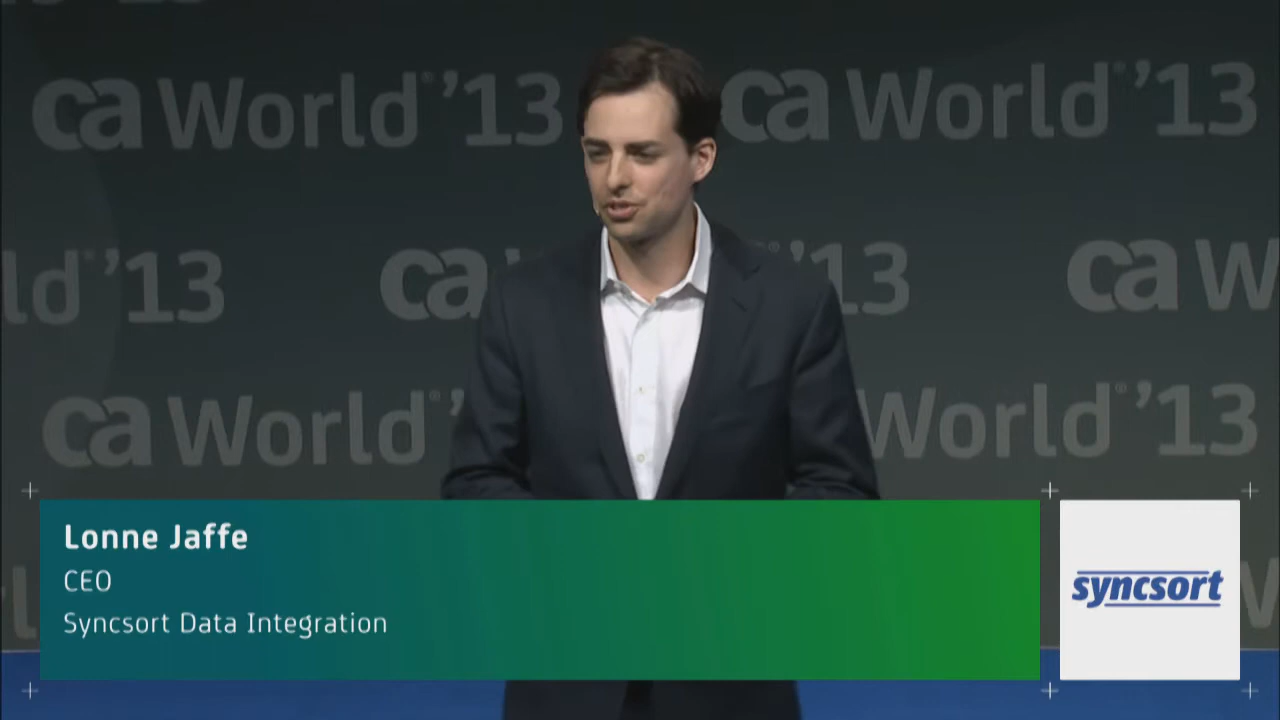 ca World® '13
ca World® '13
ld® '13
ca
® '13
ca W
ca World® '
World® '13
Lonne Jaffe
CEO
Syncsort Data Integration
syncsort